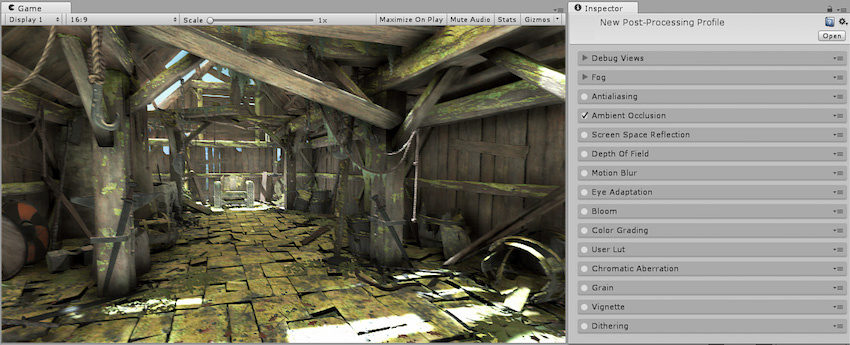 Game
Display 1 16:9 Scale 1x Maximize On Play Mute Audio Stats Gizmos
Inspector
New Post-Processing Profile
Open
Debug Views
Fog
Antialiasing
Ambient Occlusion
Screen Space Reflection
Depth Of Field
Motion Blur
Eye Adaptation
Bloom
Color Grading
User Lut
Chromatic Aberration
Grain
Vignette
Dithering